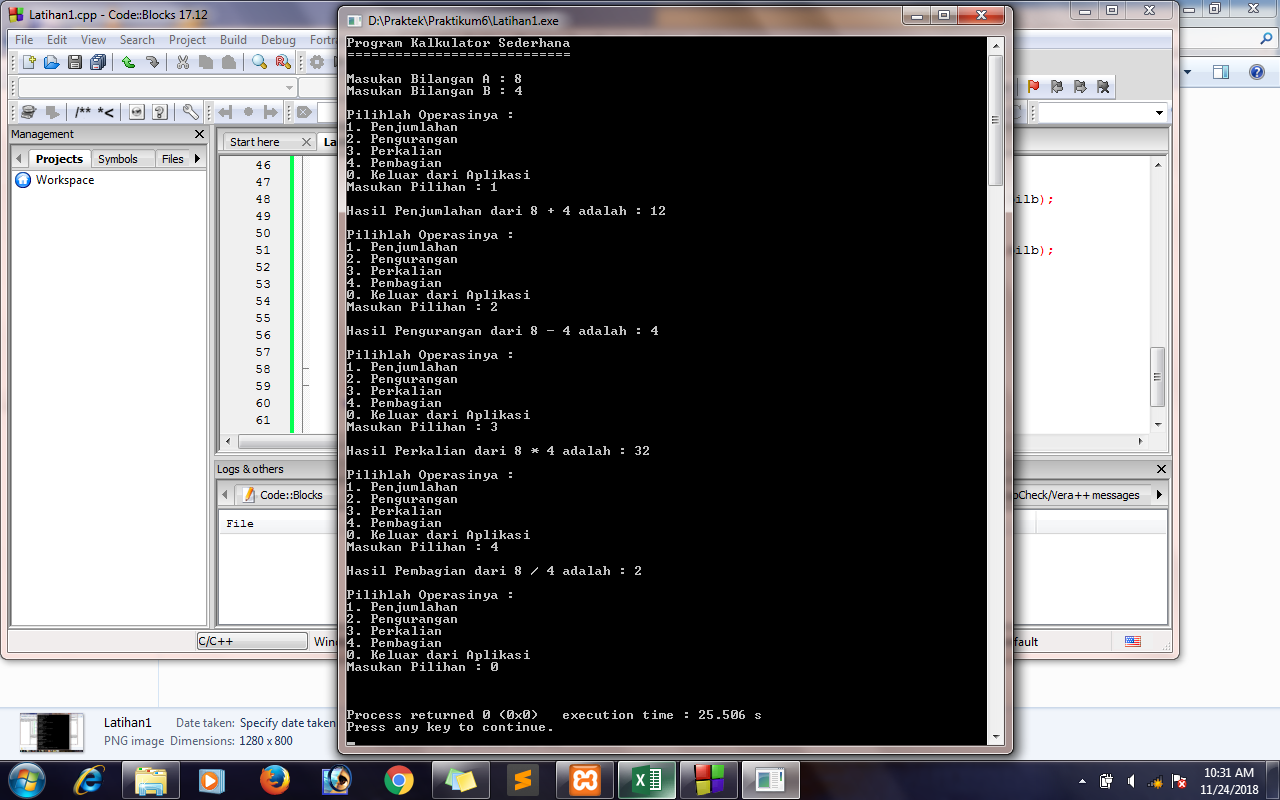 Latihan1.cpp - Code::Blocks 17.12
File Edit View Search Project Build Debug Fortr
Management
Projects Symbols Files
Workspace
Start here La
46
47
48
49
50
51
52
53
54
55
56
57
58
59
60
61
ilb);
ilb);
Logs & others
Code::Blocks
oCheck/Vera++ messages
File
C/C++
Wind
fault
D:\Praktek\Praktikum6\Latihan1.exe
Program Kalkulator Sederhana
============================
Masukan Bilangan A : 8
Masukan Bilangan B : 4
Pilihlah Operasinya :
1. Penjumlahan
2. Pengurangan
3. Perkalian
4. Pembagian
0. Keluar dari Aplikasi
Masukan Pilihan : 1
Hasil Penjumlahan dari 8 + 4 adalah : 12
Pilihlah Operasinya :
1. Penjumlahan
2. Pengurangan
3. Perkalian
4. Pembagian
0. Keluar dari Aplikasi
Masukan Pilihan : 2
Hasil Pengurangan dari 8 - 4 adalah : 4
Pilihlah Operasinya :
1. Penjumlahan
2. Pengurangan
3. Perkalian
4. Pembagian
0. Keluar dari Aplikasi
Masukan Pilihan : 3
Hasil Perkalian dari 8 * 4 adalah : 32
Pilihlah Operasinya :
1. Penjumlahan
2. Pengurangan
3. Perkalian
4. Pembagian
0. Keluar dari Aplikasi
Masukan Pilihan : 4
Hasil Pembagian dari 8 / 4 adalah : 2
Pilihlah Operasinya :
1. Penjumlahan
2. Pengurangan
3. Perkalian
4. Pembagian
0. Keluar dari Aplikasi
Masukan Pilihan : 0
Process returned 0 (0x0)   execution time : 25.506 s
Press any key to continue.
Latihan1 Date taken: Specify date taken
PNG image Dimensions: 1280 x 800
10:31 AM
11/24/2018